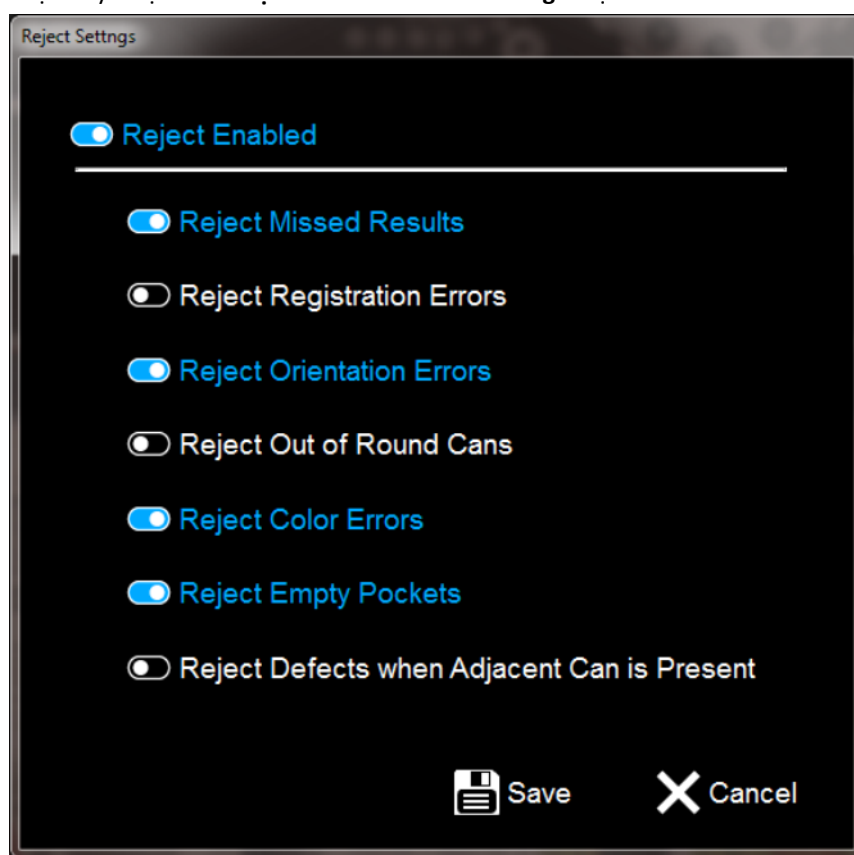 Reject Settngs
Reject Enabled
Reject Missed Results
Reject Registration Errors
Reject Orientation Errors
Reject Out of Round Cans
Reject Color Errors
Reject Empty Pockets
Reject Defects when Adjacent Can is Present
Save Cancel